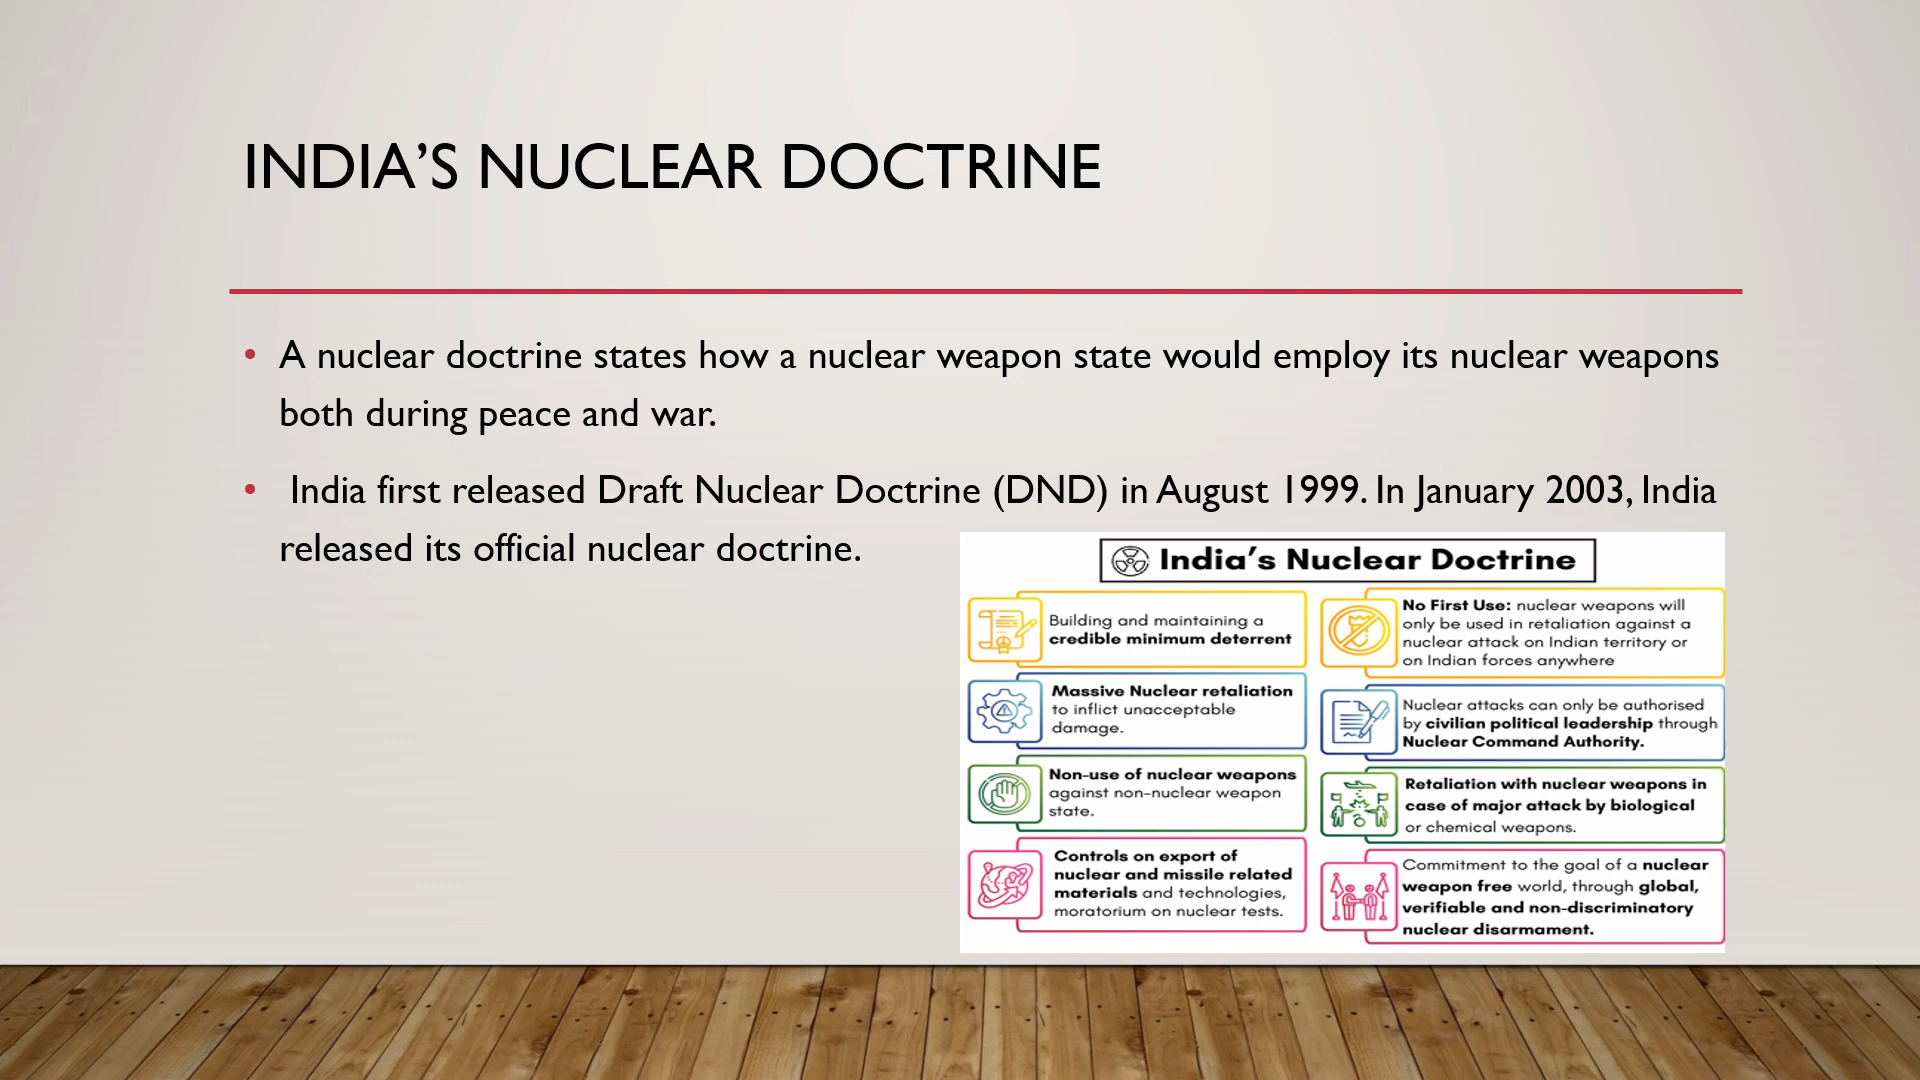 INDIA’S NUCLEAR DOCTRINE
• A nuclear doctrine states how a nuclear weapon state would employ its nuclear weapons
both during peace and war.
• India first released Draft Nuclear Doctrine (DND) in August 1999. In January 2003, India
released its official nuclear doctrine.
India’s Nuclear Doctrine
Building and maintaining a
credible minimum deterrent
No First Use: nuclear weapons will
only be used in retaliation against a
nuclear attack on Indian territory or
on Indian forces anywhere
Massive Nuclear retaliation
to inflict unacceptable
damage.
Nuclear attacks can only be authorised
by civilian political leadership through
Nuclear Command Authority.
Non-use of nuclear weapons
against non-nuclear weapon
state.
Retaliation with nuclear weapons in
case of major attack by biological
or chemical weapons.
Controls on export of
nuclear and missile related
materials and technologies,
moratorium on nuclear tests.
Commitment to the goal of a nuclear
weapon free world, through global,
verifiable and non-discriminatory
nuclear disarmament.